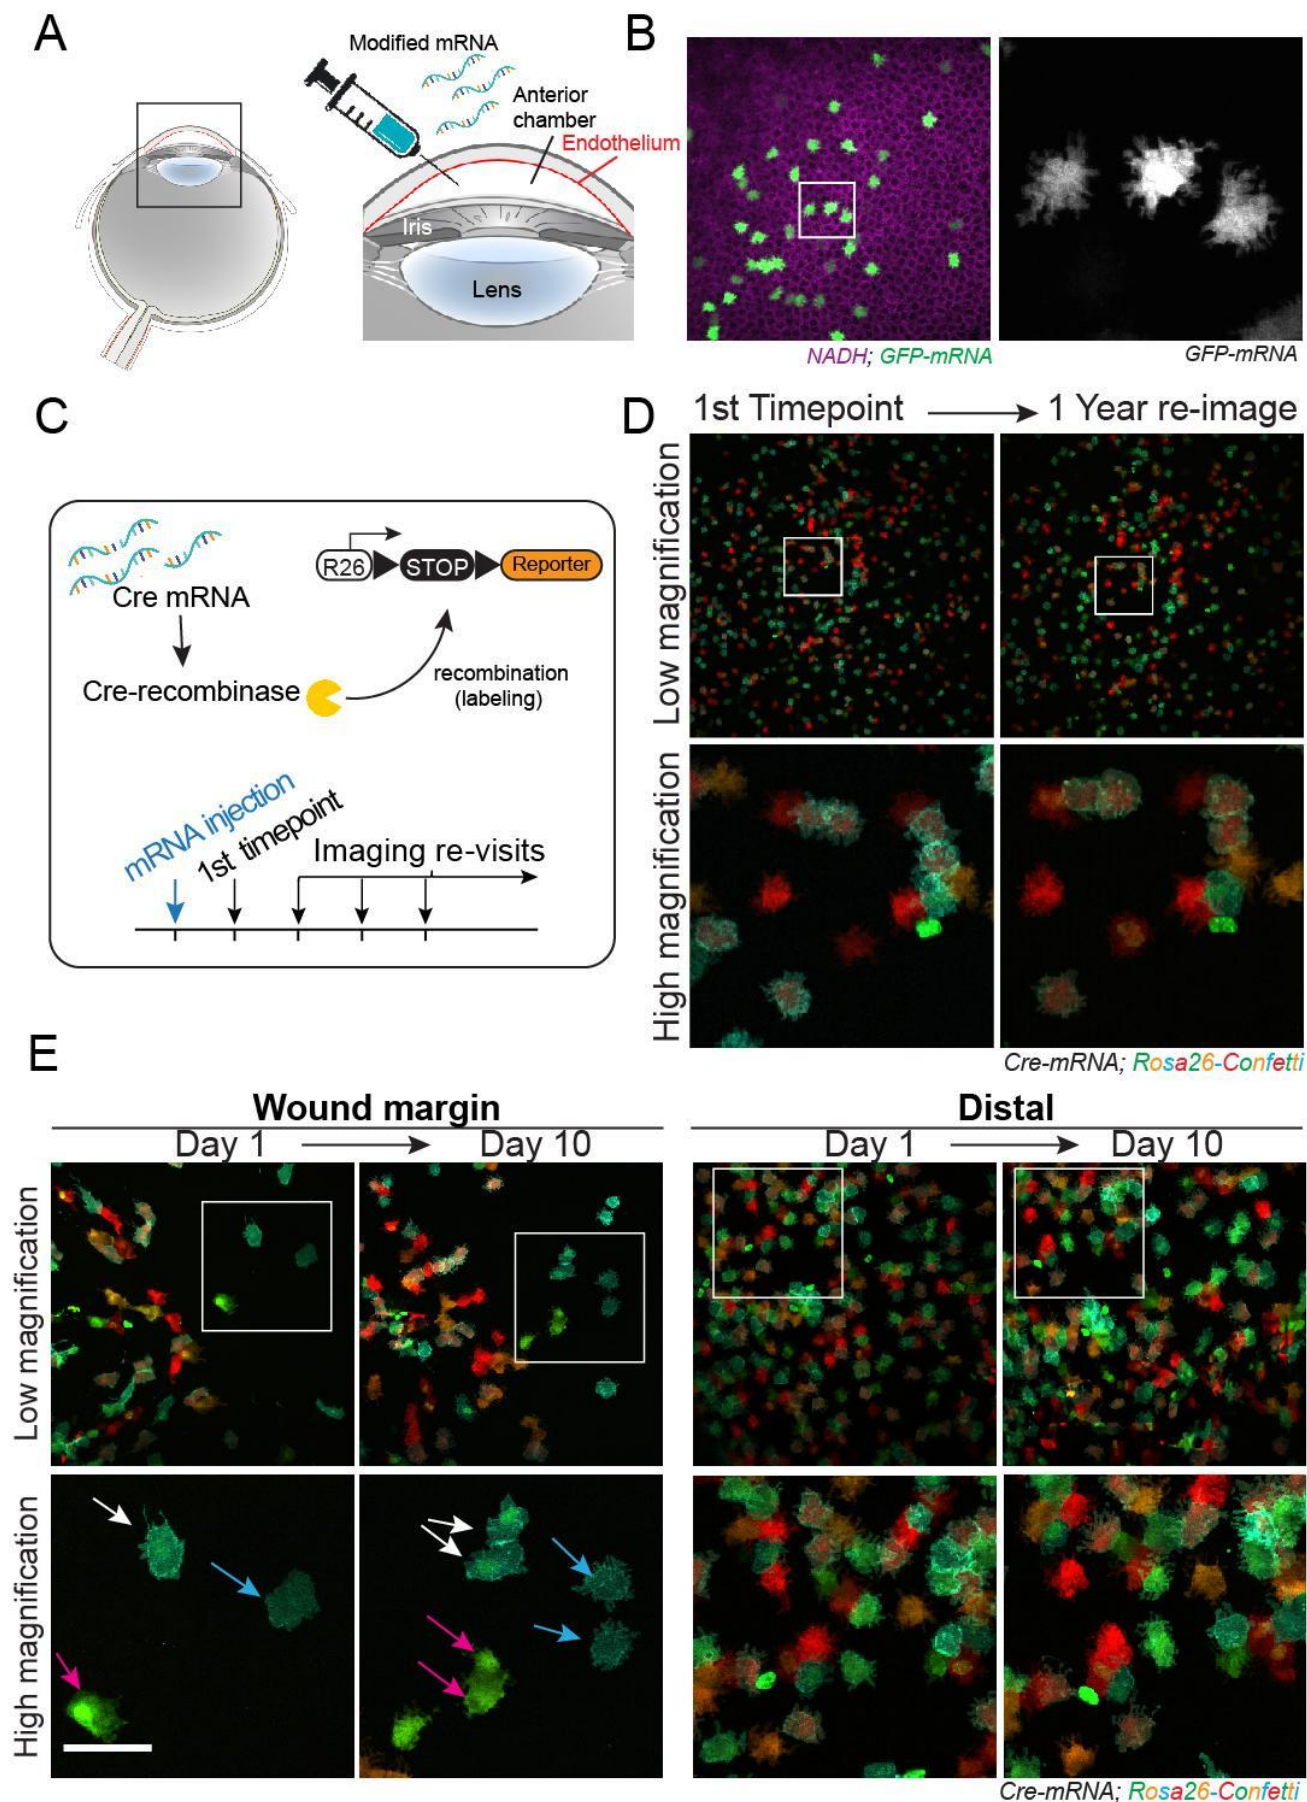 A
Modified mRNA
Anterior
chamber
Endothelium
Iris
Lens
B
NADH; GFP-mRNA
GFP-mRNA
C
Cre mRNA
R26
STOP
Reporter
Cre-recombinase
recombination
(labeling)
mRNA injection
1st timepoint
Imaging re-visits
D
1st Timepoint
1 Year re-image
Low magnification
High magnification
Cre-mRNA; Rosa26-Confetti
E
Wound margin
Distal
Day 1
Day 10
Day 1
Day 10
Low magnification
High magnification
Cre-mRNA; Rosa26-Confetti